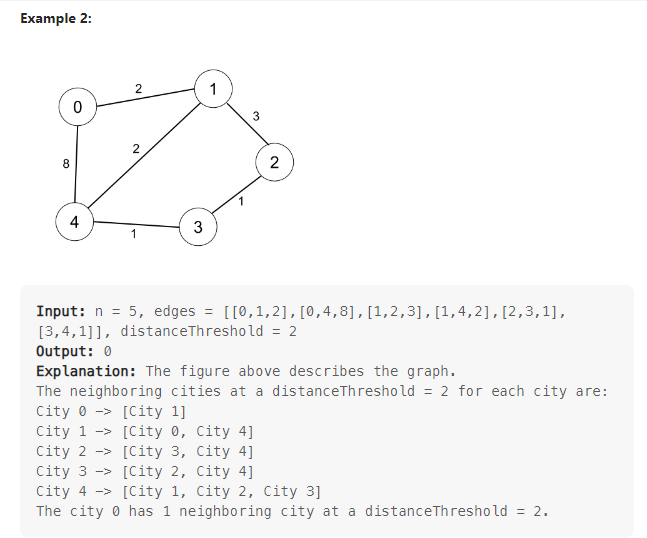 Example 2:
2
1
0
3
2
8
2
4
3
1
1
Input: n = 5, edges = [[0,1,2],[0,4,8],[1,2,3],[1,4,2],[2,3,1],
[3,4,1]], distanceThreshold = 2
Output: 0
Explanation: The figure above describes the graph.
The neighboring cities at a distanceThreshold = 2 for each city are:
City 0 -> [City 1]
City 1 -> [City 0, City 4]
City 2 -> [City 3, City 4]
City 3 -> [City 2, City 4]
City 4 -> [City 1, City 2, City 3]
The city 0 has 1 neighboring city at a distanceThreshold = 2.